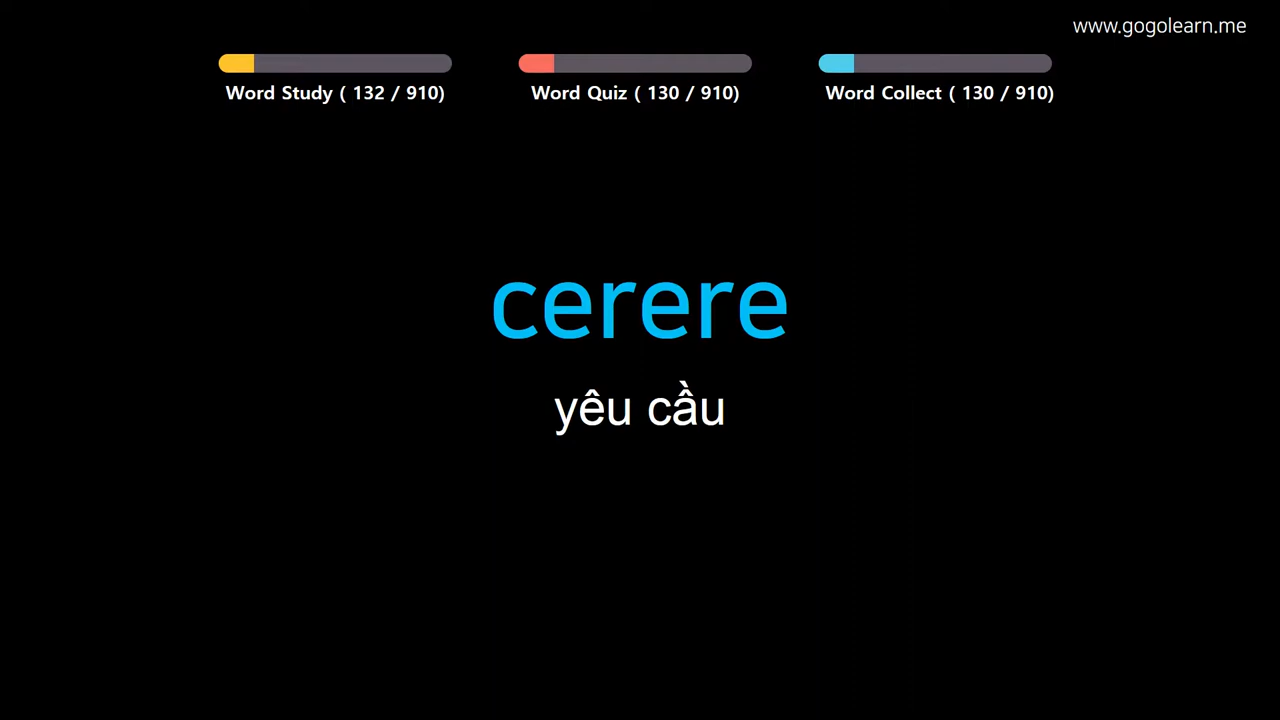 www.gogolearn.me
Word Study ( 132 / 910)
Word Quiz ( 130 / 910)
Word Collect ( 130 / 910)
cerere
yêu cầu